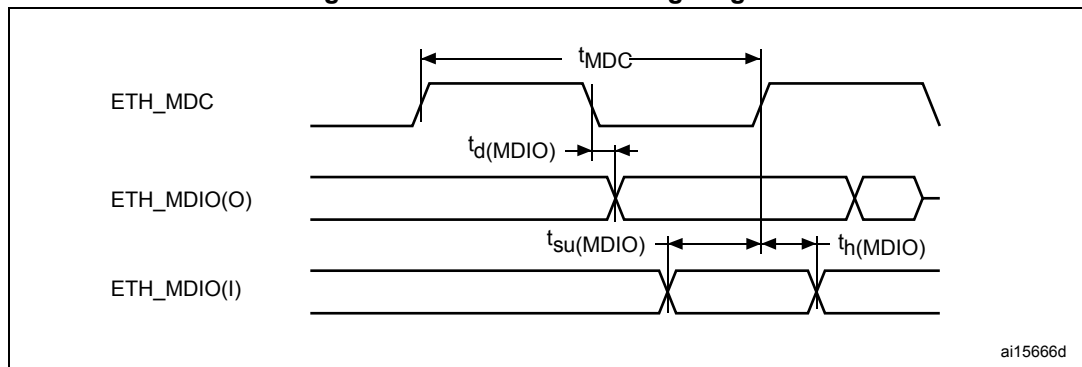 tMDC
ETH_MDC
td(MDIO)
ETH_MDIO(O)
tsu(MDIO) th(MDIO)
ETH_MDIO(I)
ai15666d